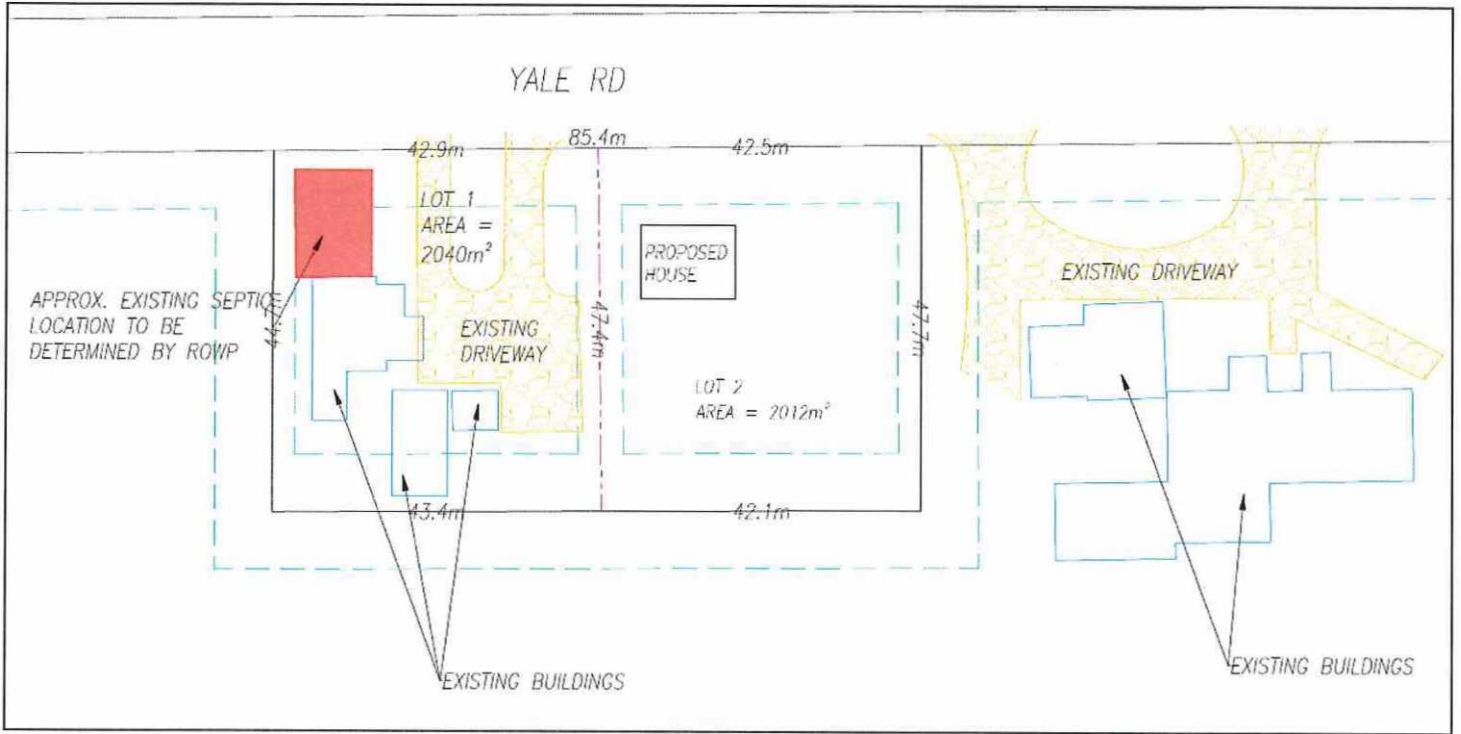 YALE RD
85.4m
42.9m
42.5m
LOT 1
AREA =
2040m²
PROPOSED
HOUSE
EXISTING DRIVEWAY
APPROX. EXISTING SEPTIC
LOCATION TO BE
DETERMINED BY ROWP
EXISTING
DRIVEWAY
47.4m
47.7m
LOT 2
AREA = 2012m²
43.4m
42.1m
EXISTING BUILDINGS
EXISTING BUILDINGS